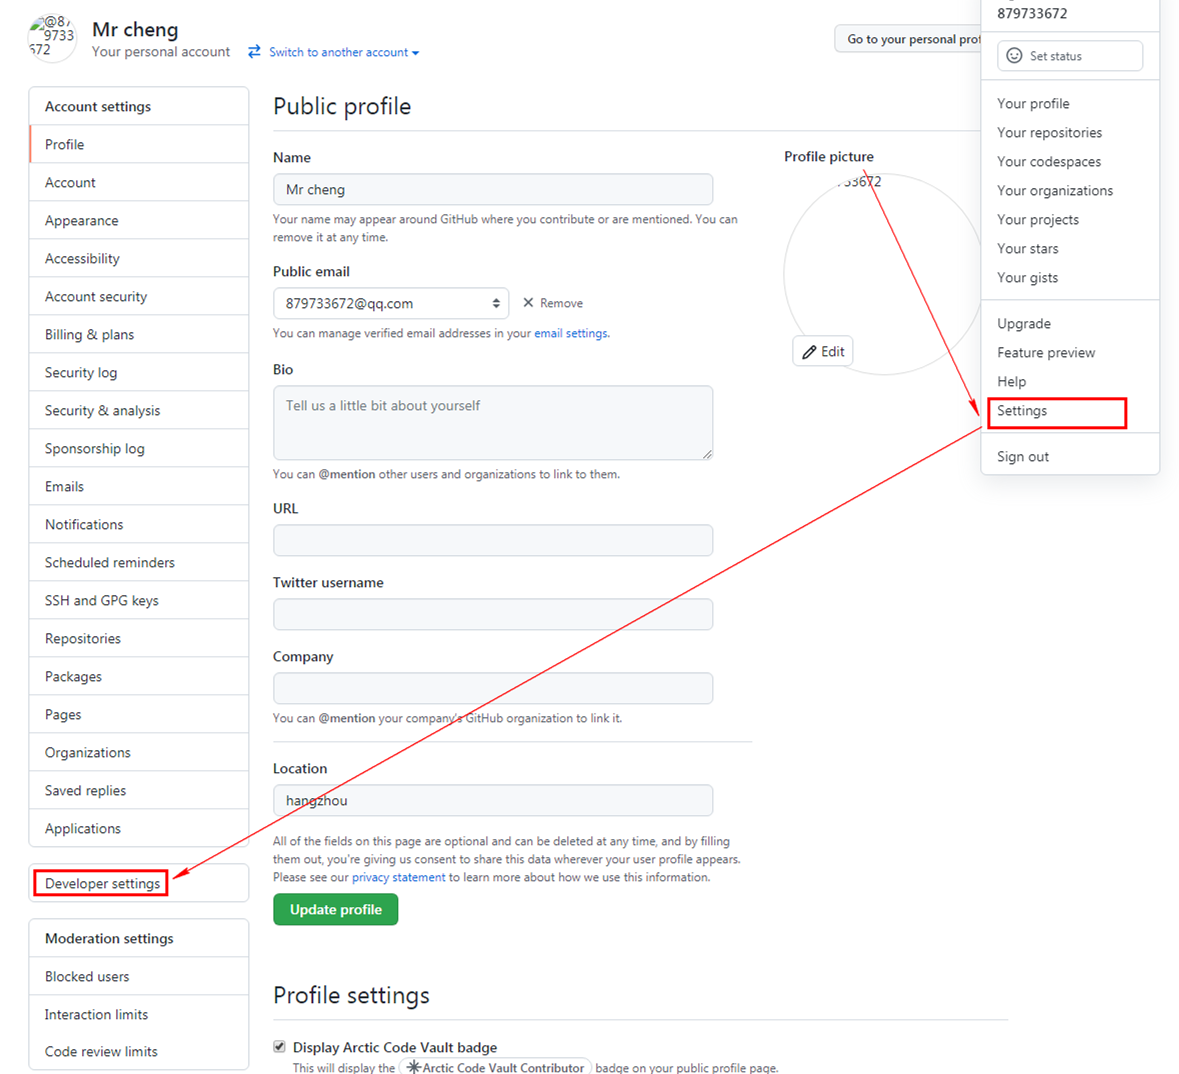 @87
9733
672
Mr cheng
Your personal account
Switch to another account
Go to your personal prof
879733672
Set status
Your profile
Your repositories
Your codespaces
Your organizations
Your projects
Your stars
Your gists
Upgrade
Feature preview
Help
Settings
Sign out
Account settings
Profile
Account
Appearance
Accessibility
Account security
Billing & plans
Security log
Security & analysis
Sponsorship log
Emails
Notifications
Scheduled reminders
SSH and GPG keys
Repositories
Packages
Pages
Organizations
Saved replies
Applications
Developer settings
Moderation settings
Blocked users
Interaction limits
Code review limits
Public profile
Name
Mr cheng
Your name may appear around GitHub where you contribute or are mentioned. You can
remove it at any time.
Public email
879733672@qq.com
Remove
You can manage verified email addresses in your email settings.
Bio
Tell us a little bit about yourself
You can @mention other users and organizations to link to them.
URL
Twitter username
Company
You can @mention your company's GitHub organization to link it.
Location
hangzhou
All of the fields on this page are optional and can be deleted at any time, and by filling
them out, you're giving us consent to share this data wherever your user profile appears.
Please see our privacy statement to learn more about how we use this information.
Update profile
Profile picture
Edit
Profile settings
Display Arctic Code Vault badge
This will display the Arctic Code Vault Contributor badge on your public profile page.